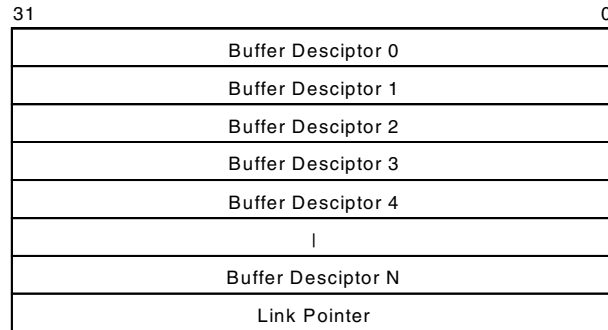 31 0
Buffer Desciptor 0
Buffer Desciptor 1
Buffer Desciptor 2
Buffer Desciptor 3
Buffer Desciptor 4
|
Buffer Desciptor N
Link Pointer